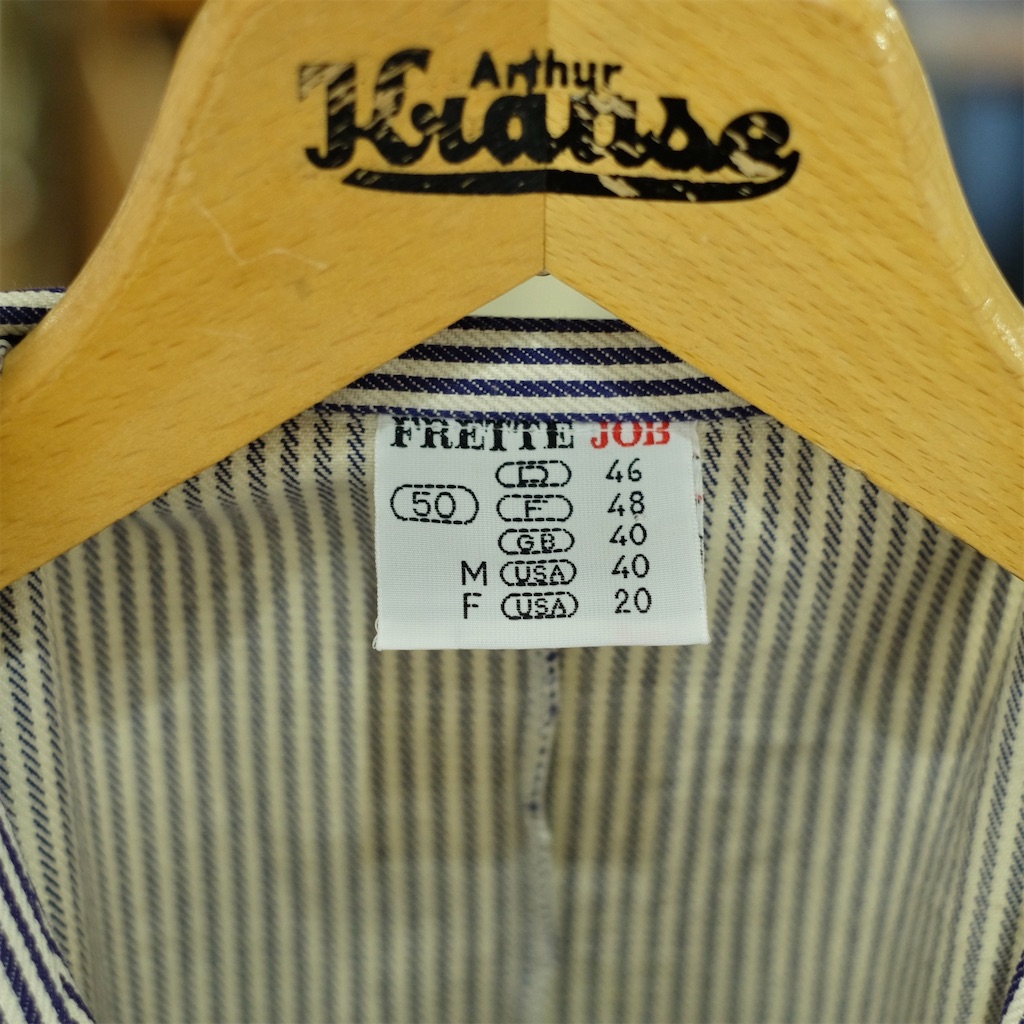 Arthur
Krause
FRETTE JOB
D 46
50 F 48
GB 40
M USA 40
F USA 20